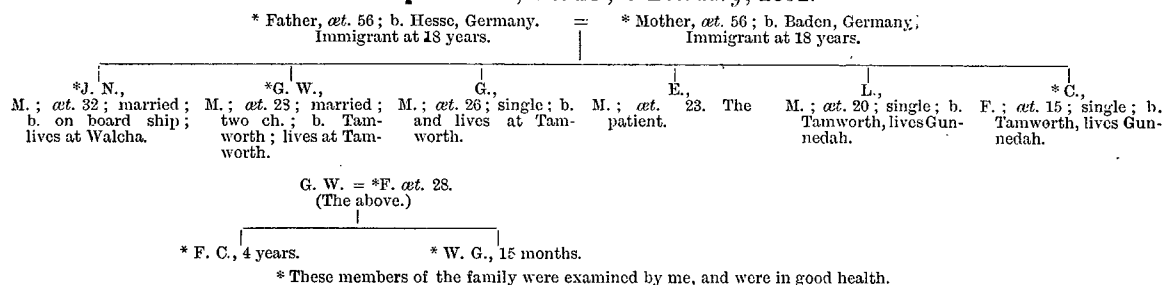 * Father, æt. 56 ; b. Hesse, Germany. = * Mother, æt. 56 ; b. Baden, Germany;
Immigrant at 18 years. Immigrant at 18 years.
*J. N.,
M. ; æt. 32 ; married ;
b. on board ship ;
lives at Walcha.
*G. W.,
M. ; æt. 28 ; married ;
two ch. ; b. Tam-
worth ; lives at Tam-
worth.
G.,
M. ; æt. 26 ; single ; b.
and lives at Tam-
worth.
E.,
M. ; æt. 23. The
patient.
L.,
M. ; æt. 20 ; single ; b.
Tamworth, lives Gun-
nedah.
* C.,
F. ; æt. 15 ; single ; b.
Tamworth, lives Gun-
nedah.
G. W. = *F. æt. 28.
(The above.)
* F. C., 4 years. * W. G., 15 months.
* These members of the family were examined by me, and were in good health.